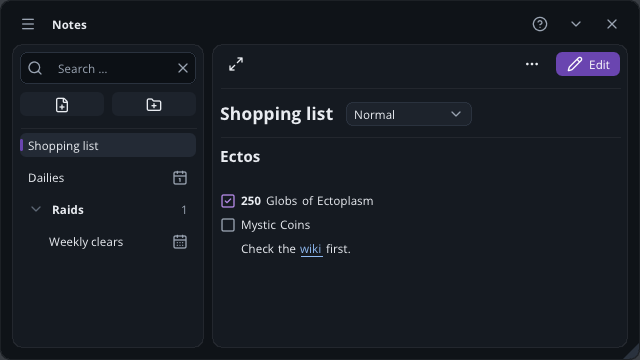 Notes
Search ...
Edit
Shopping list
Dailies
Raids 1
Weekly clears
Shopping list Normal
Ectos
250 Globs of Ectoplasm
Mystic Coins
Check the wiki first.